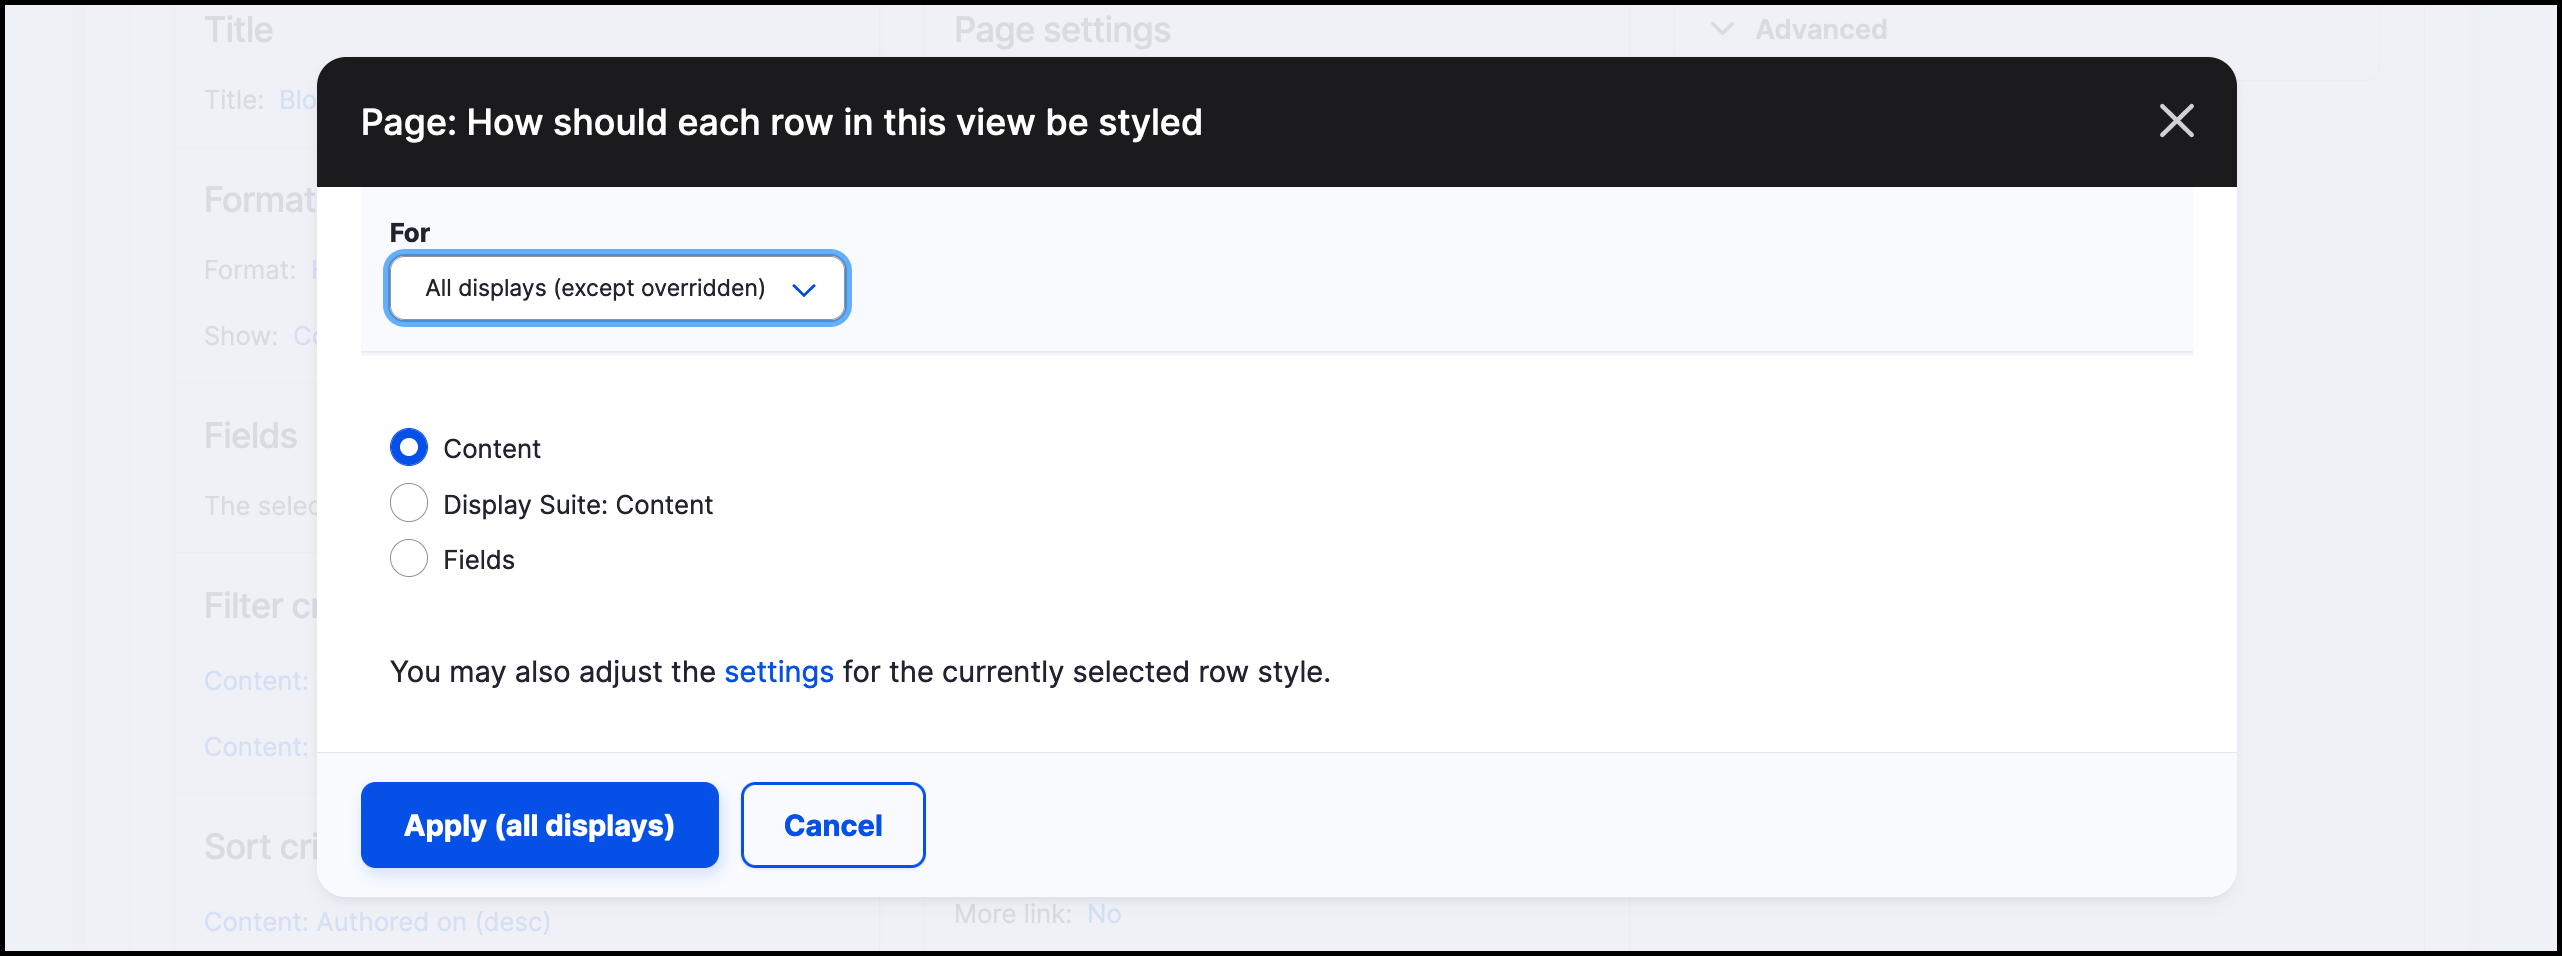 Title
Page settings
Advanced
Title: Blo
Page: How should each row in this view be styled
Format
For
Format:
All displays (except overridden)
Show: Co
Content
Fields
Display Suite: Content
The selec
Fields
Filter cr
You may also adjust the settings for the currently selected row style.
Content:
Content:
Apply (all displays)
Cancel
Sort cri
More link: No
Content: Authored on (desc)